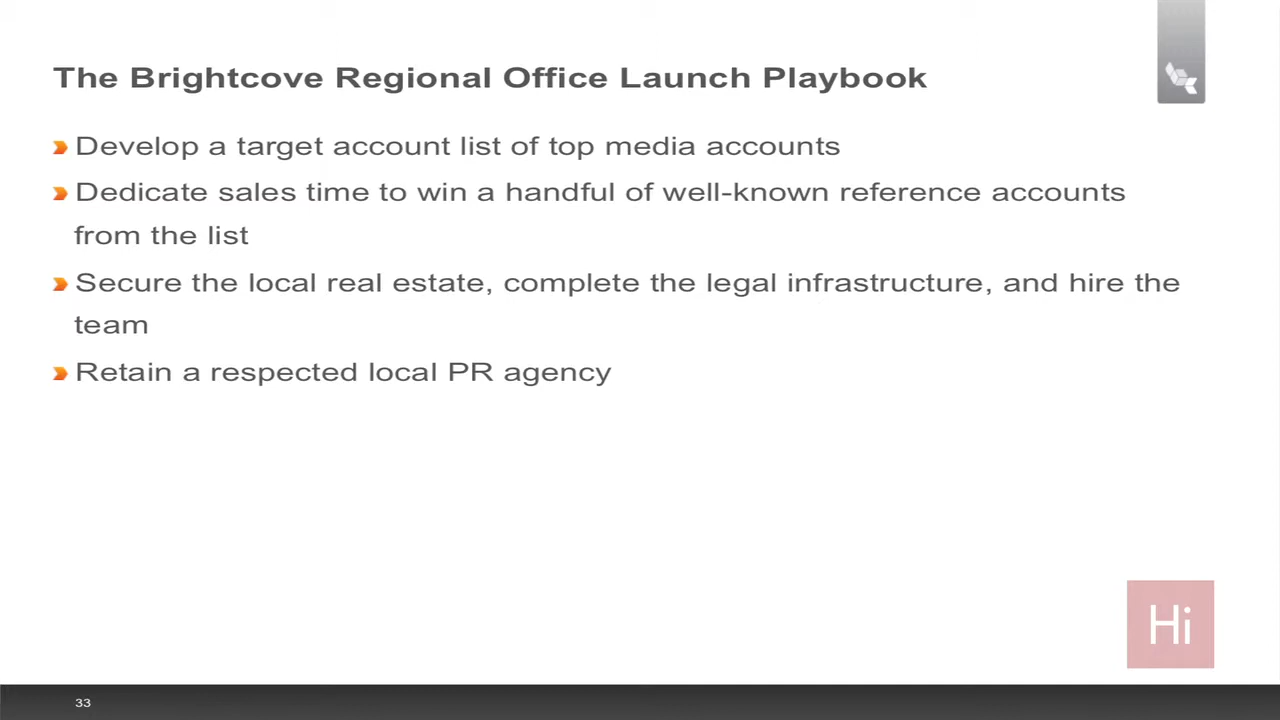 The Brightcove Regional Office Launch Playbook
Develop a target account list of top media accounts
Dedicate sales time to win a handful of well-known reference accounts
from the list
Secure the local real estate, complete the legal infrastructure, and hire the
team
Retain a respected local PR agency
Hi
33